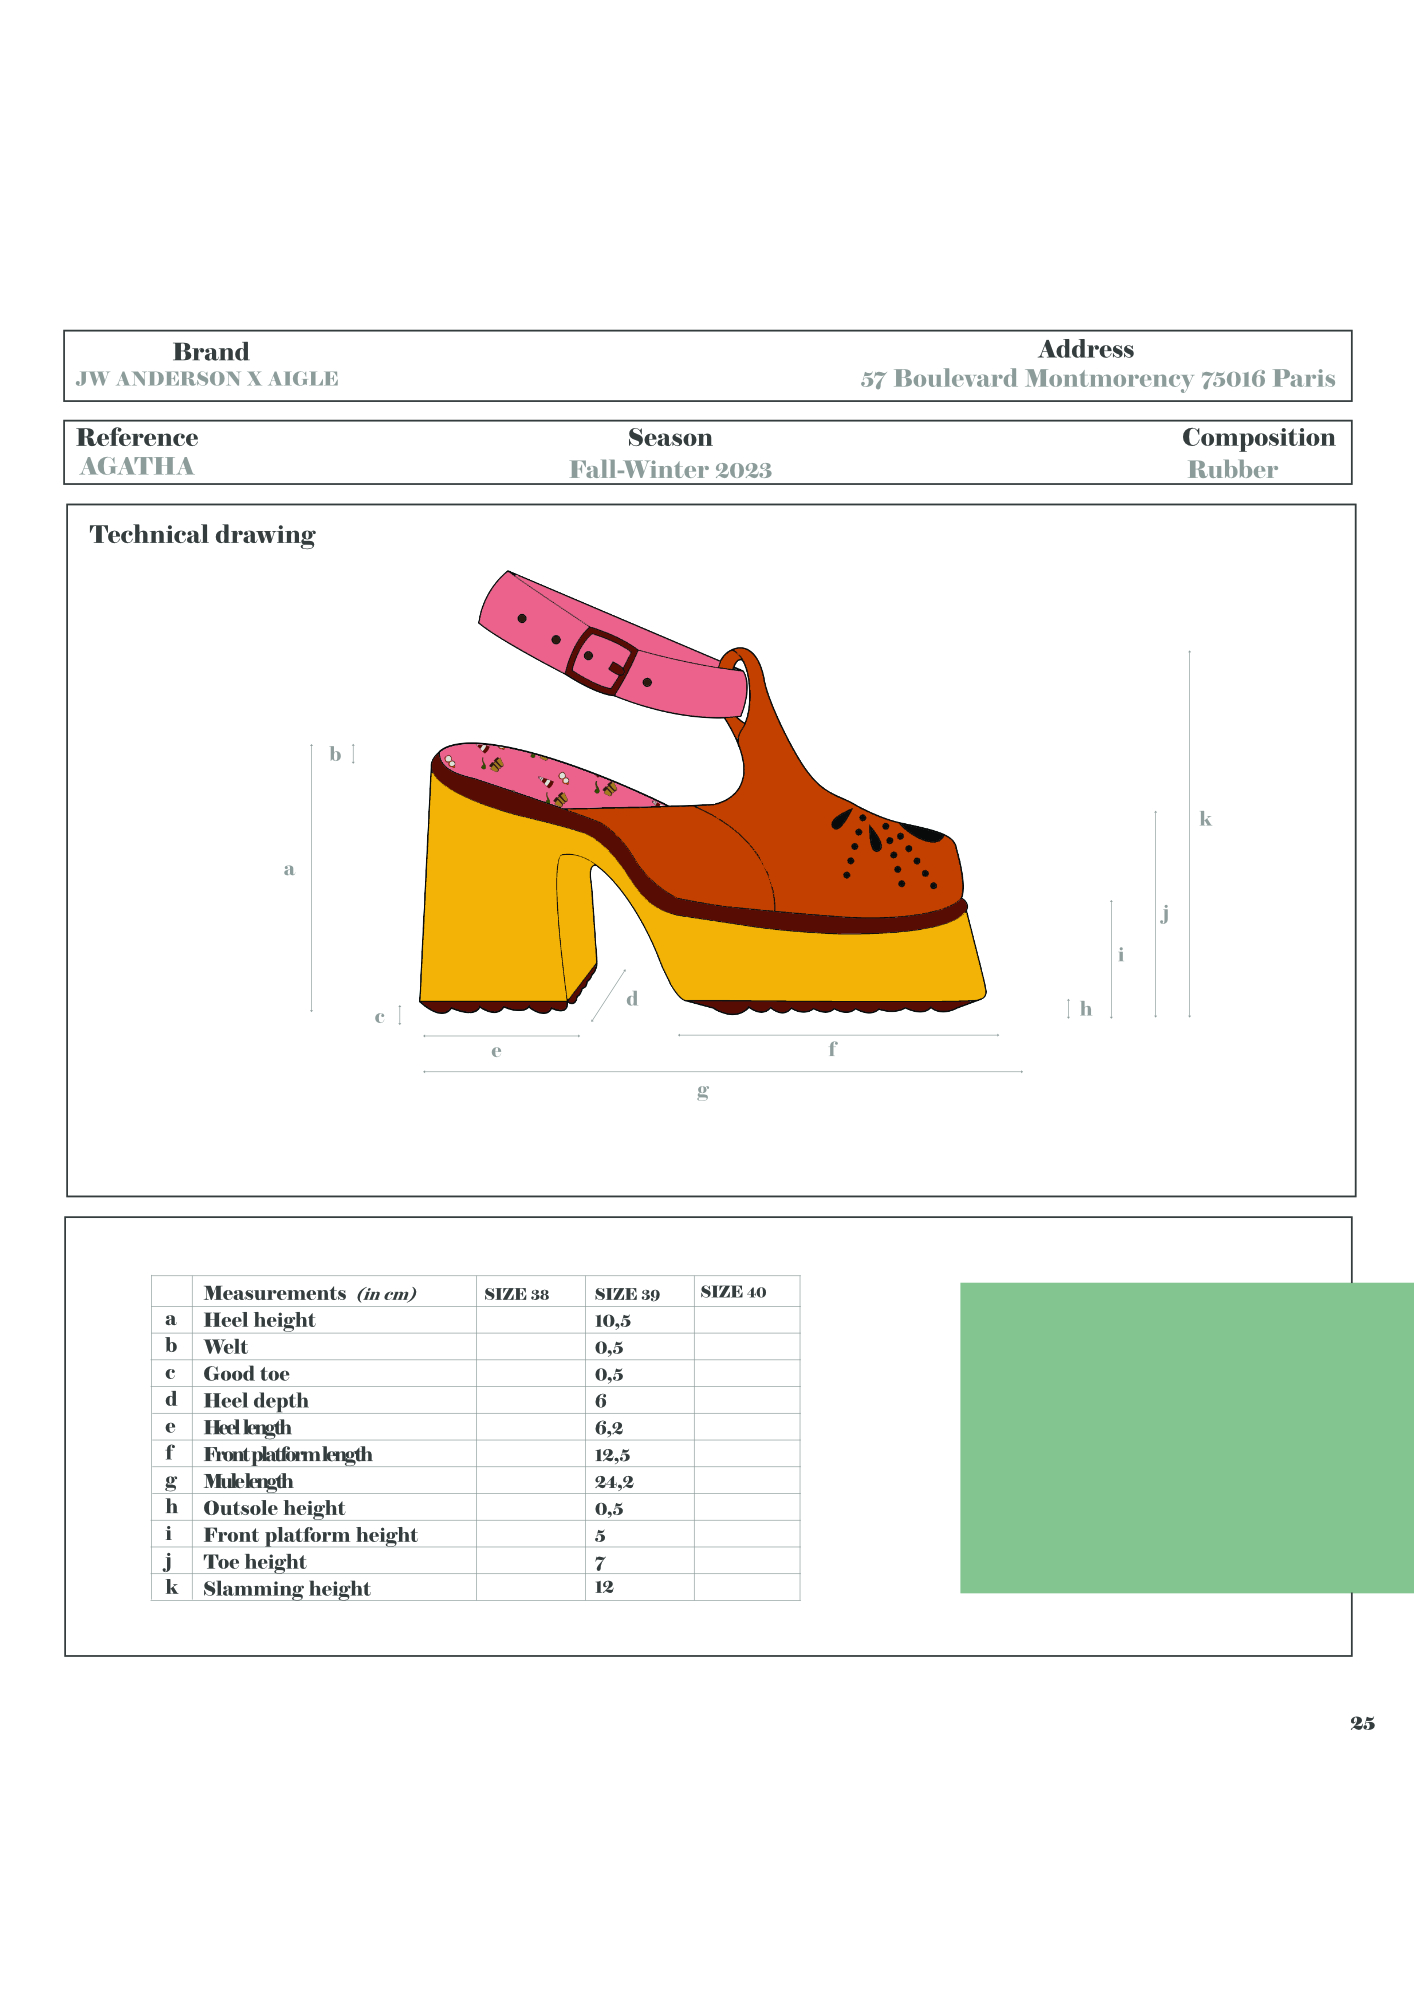 Brand
JW ANDERSON X AIGLE
Address
57 Boulevard Montmorency 75016 Paris
Reference
AGATHA
Season
Fall-Winter 2023
Composition
Rubber
Technical drawing
b
a
c
d
e
f
g
h
i
j
k
Measurements (in cm) SIZE 38 SIZE 39 SIZE 40
a Heel height 10,5
b Welt 0,5
c Good toe 0,5
d Heel depth 6
e Heel length 6,2
f Front platform length 12,5
g Mule length 24,2
h Outsole height 0,5
i Front platform height 5
j Toe height 7
k Slamming height 12
25